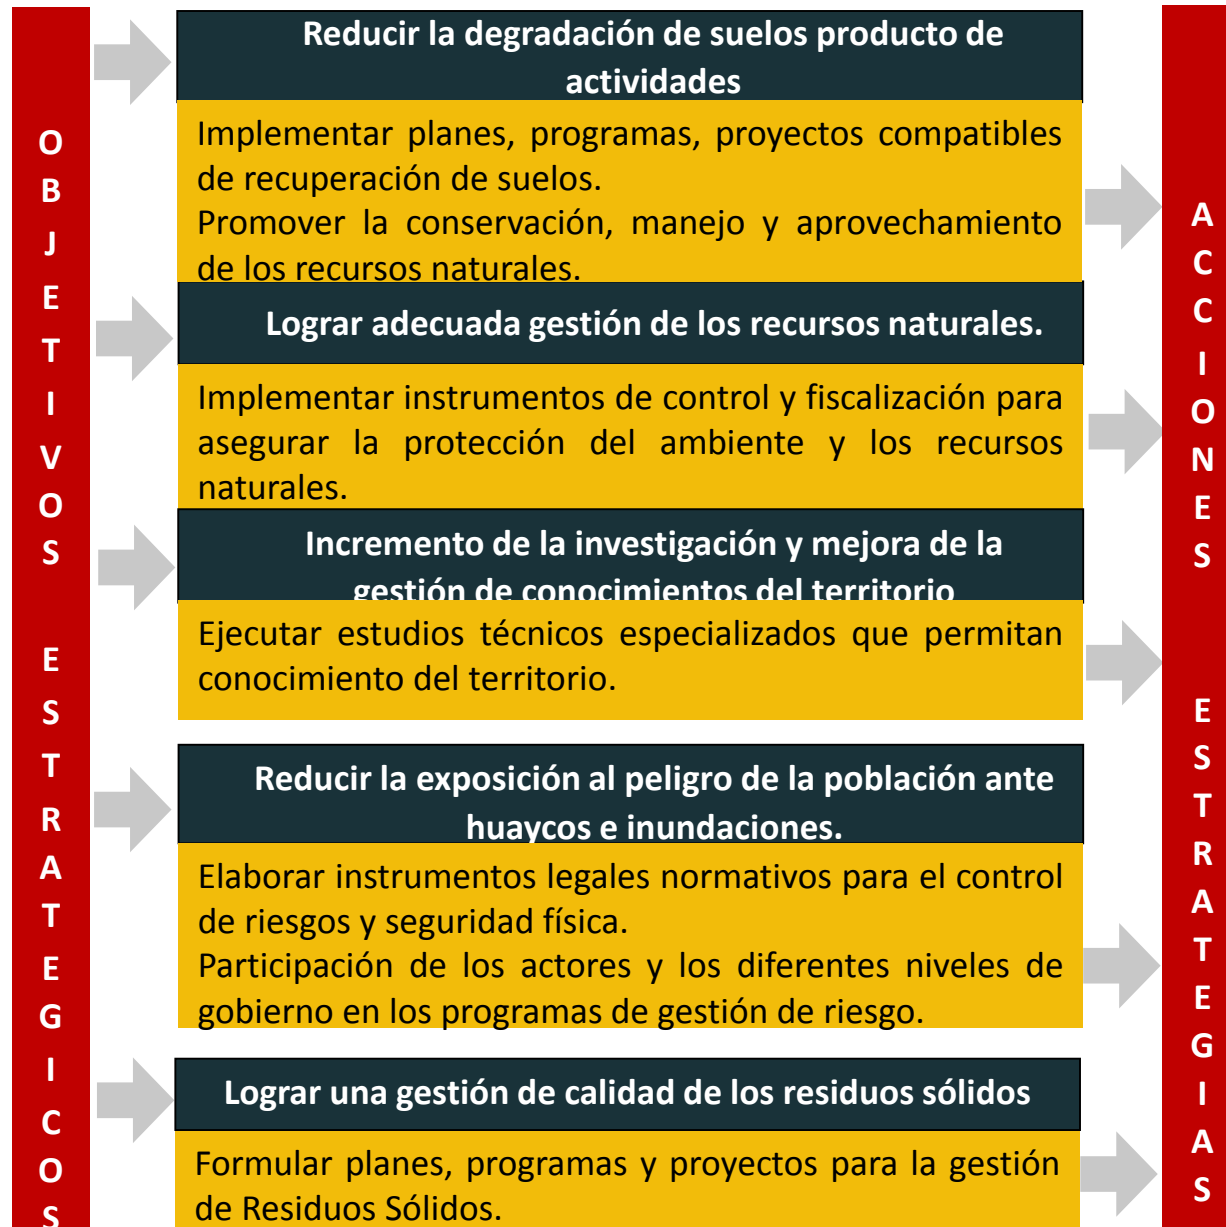 OBJETIVOS ESTRATEGICOS
Reducir la degradación de suelos producto de
actividades
Implementar planes, programas, proyectos compatibles
de recuperación de suelos.
Promover la conservación, manejo y aprovechamiento
de los recursos naturales.
Lograr adecuada gestión de los recursos naturales.
Implementar instrumentos de control y fiscalización para
asegurar la protección del ambiente y los recursos
naturales.
Incremento de la investigación y mejora de la
gestión de conocimientos del territorio
Ejecutar estudios técnicos especializados que permitan
conocimiento del territorio.
Reducir la exposición al peligro de la población ante
huaycos e inundaciones.
Elaborar instrumentos legales normativos para el control
de riesgos y seguridad física.
Participación de los actores y los diferentes niveles de
gobierno en los programas de gestión de riesgo.
Lograr una gestión de calidad de los residuos sólidos
Formular planes, programas y proyectos para la gestión
de Residuos Sólidos.
ACCIONES ESTRATEGIAS